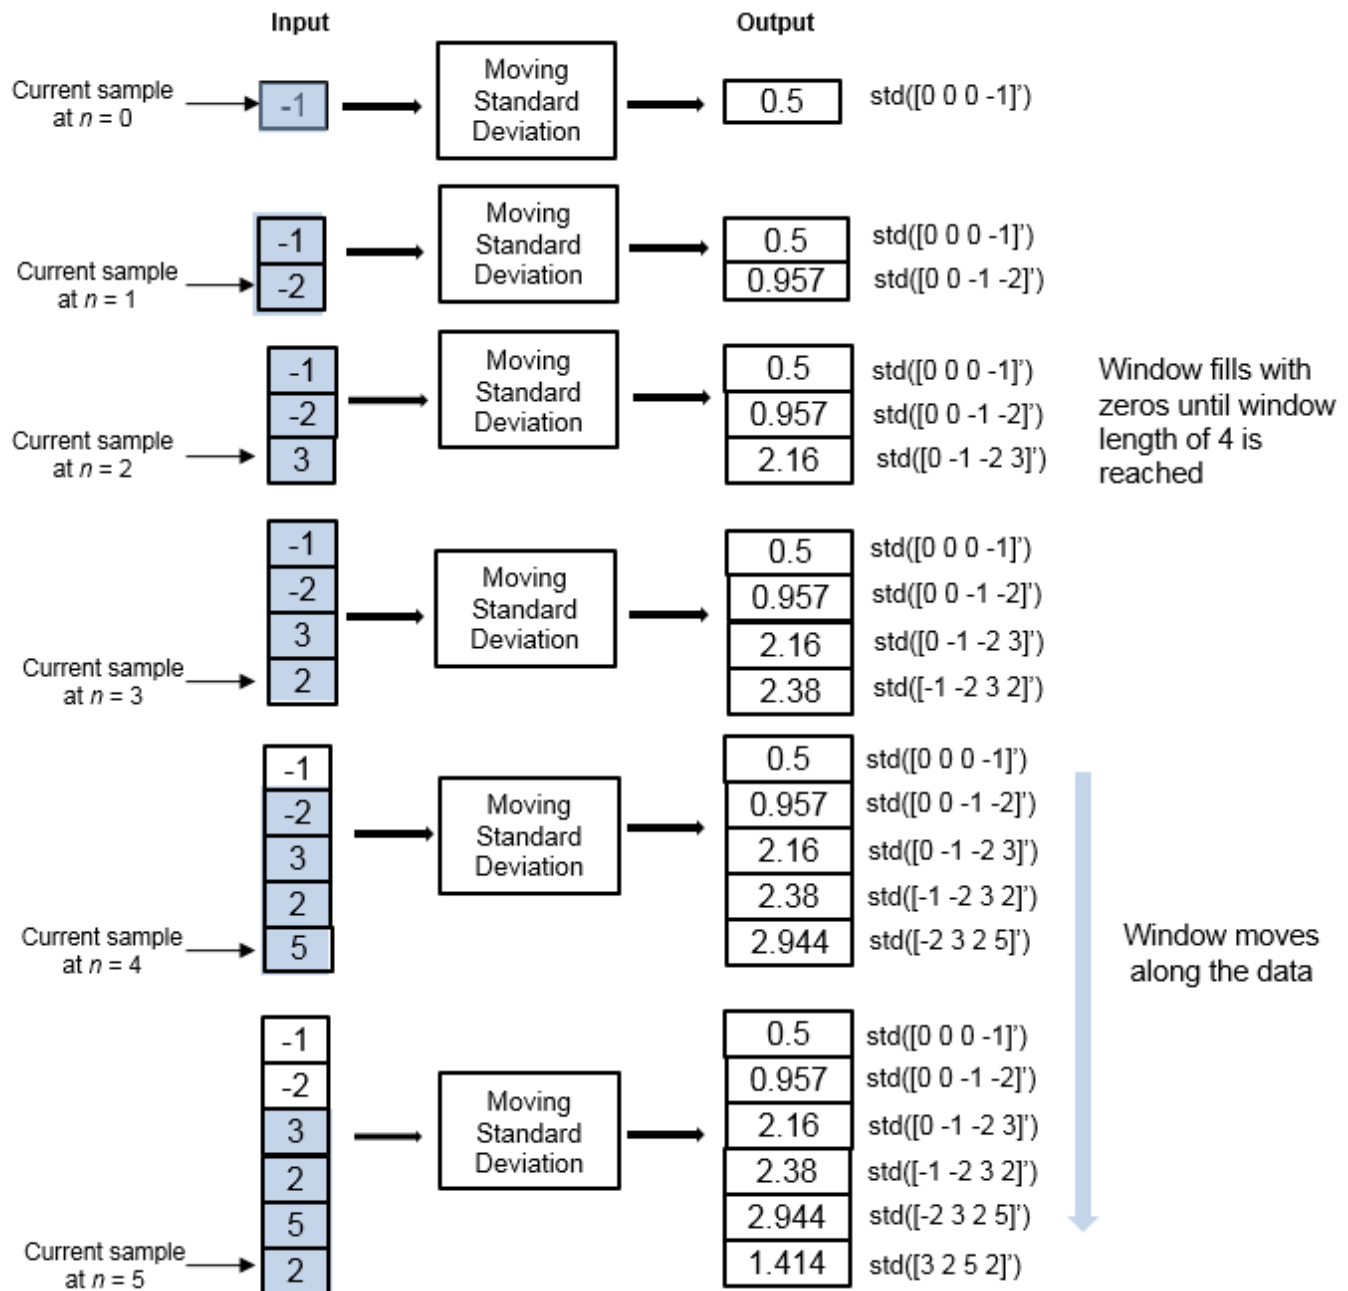 Input
Output
Current sample
at n = 0
-1
Moving
Standard
Deviation
0.5
std([0 0 0 -1]')
Current sample
at n = 1
-1
-2
Moving
Standard
Deviation
0.5
std([0 0 0 -1]')
0.957
std([0 0 -1 -2]')
Current sample
at n = 2
-1
-2
3
Moving
Standard
Deviation
0.5
std([0 0 0 -1]')
0.957
std([0 0 -1 -2]')
2.16
std([0 -1 -2 3]')
Window fills with
zeros until window
length of 4 is
reached
Current sample
at n = 3
-1
-2
3
2
Moving
Standard
Deviation
0.5
std([0 0 0 -1]')
0.957
std([0 0 -1 -2]')
2.16
std([0 -1 -2 3]')
2.38
std([-1 -2 3 2]')
Current sample
at n = 4
-1
-2
3
2
5
Moving
Standard
Deviation
0.5
std([0 0 0 -1]')
0.957
std([0 0 -1 -2]')
2.16
std([0 -1 -2 3]')
2.38
std([-1 -2 3 2]')
2.944
std([-2 3 2 5]')
Window moves
along the data
Current sample
at n = 5
-1
-2
3
2
5
2
Moving
Standard
Deviation
0.5
std([0 0 0 -1]')
0.957
std([0 0 -1 -2]')
2.16
std([0 -1 -2 3]')
2.38
std([-1 -2 3 2]')
2.944
std([-2 3 2 5]')
1.414
std([3 2 5 2]')